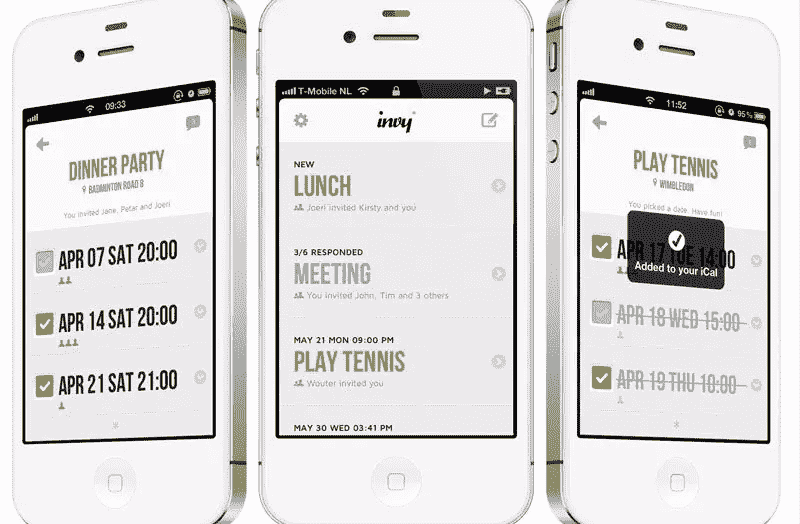 09:33
DINNER PARTY
BADMINTON ROAD 8
You invited Jane, Petar and Joeri
APR 07 SAT 20:00
APR 14 SAT 20:00
APR 21 SAT 21:00
T-Mobile NL
invy
NEW
LUNCH
Joeri invited Kirsty and you
3/6 RESPONDED
MEETING
You invited John, Tim and 3 others
MAY 21 MON 09:00 PM
PLAY TENNIS
Wouter invited you
MAY 30 WED 03:41 PM
11:52
95%
PLAY TENNIS
WIMBLEDON
You picked a date. Have fun!
APR 17 TUE 14:00
Added to your iCal
APR 18 WED 15:00
APR 19 THU 10:00